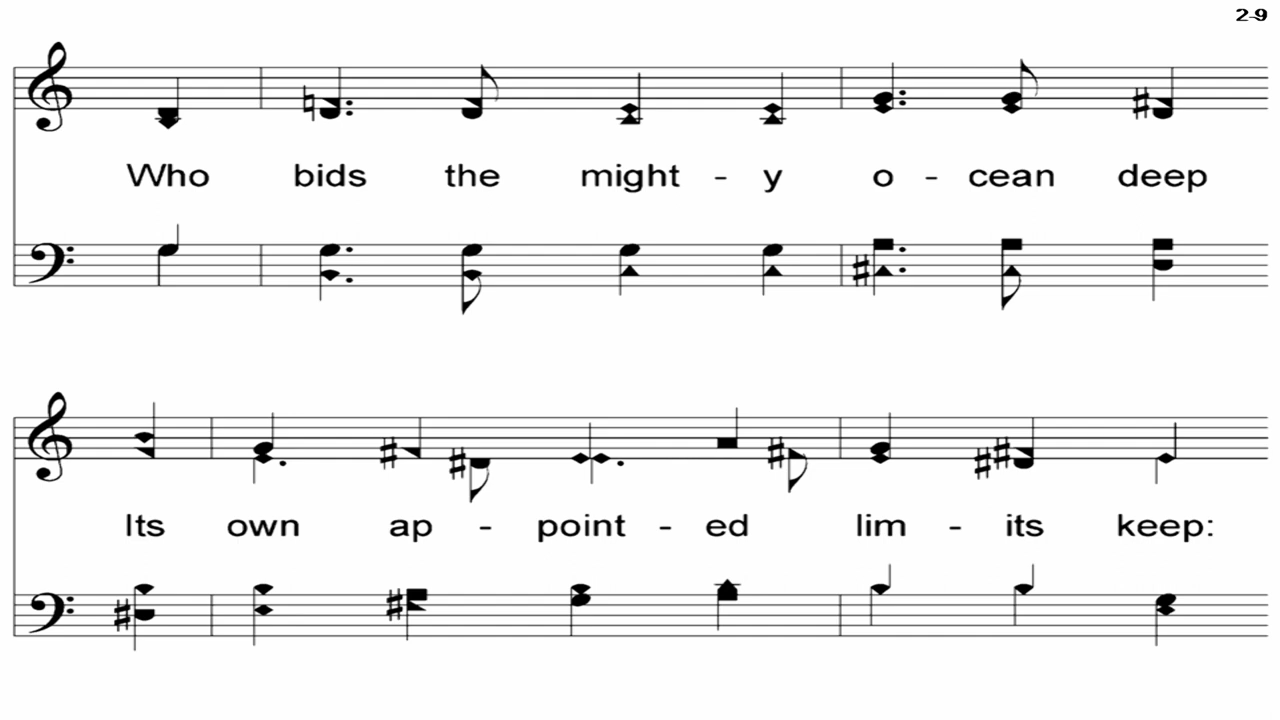 2-9
Who bids the might - y o - cean deep
Its own ap - point - ed lim - its keep: